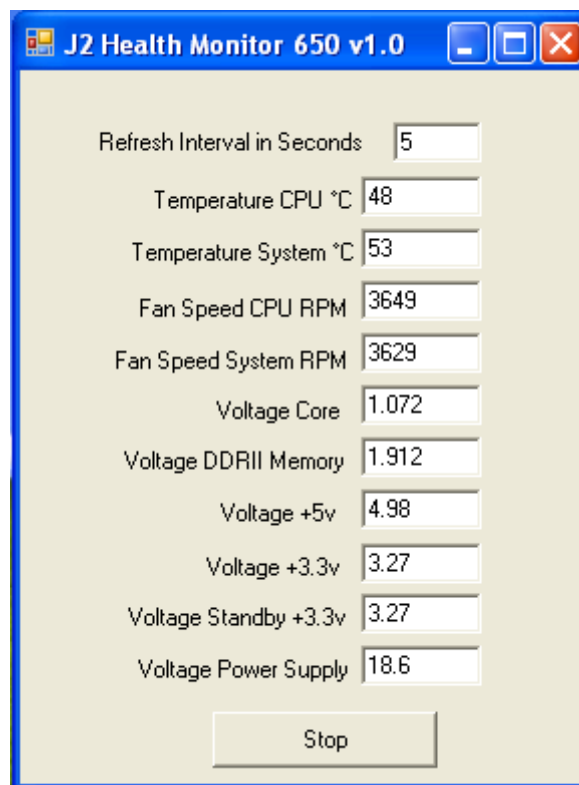 J2 Health Monitor 650 v1.0
Refresh Interval in Seconds 5
Temperature CPU °C 48
Temperature System °C 53
Fan Speed CPU RPM 3649
Fan Speed System RPM 3629
Voltage Core 1.072
Voltage DDRII Memory 1.912
Voltage +5v 4.98
Voltage +3.3v 3.27
Voltage Standby +3.3v 3.27
Voltage Power Supply 18.6
Stop